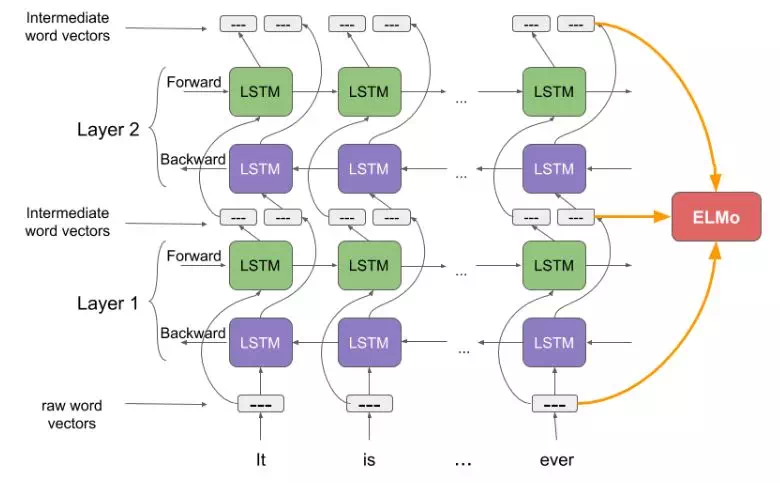 Intermediate
word vectors
--- --- --- --- --- ---
Forward
LSTM LSTM LSTM
...
Layer 2
Backward
LSTM LSTM LSTM
...
Intermediate
word vectors
--- --- --- --- --- ---
ELMo
Forward
LSTM LSTM LSTM
...
Layer 1
Backward
LSTM LSTM LSTM
...
raw word
vectors
--- --- ---
It is ... ever